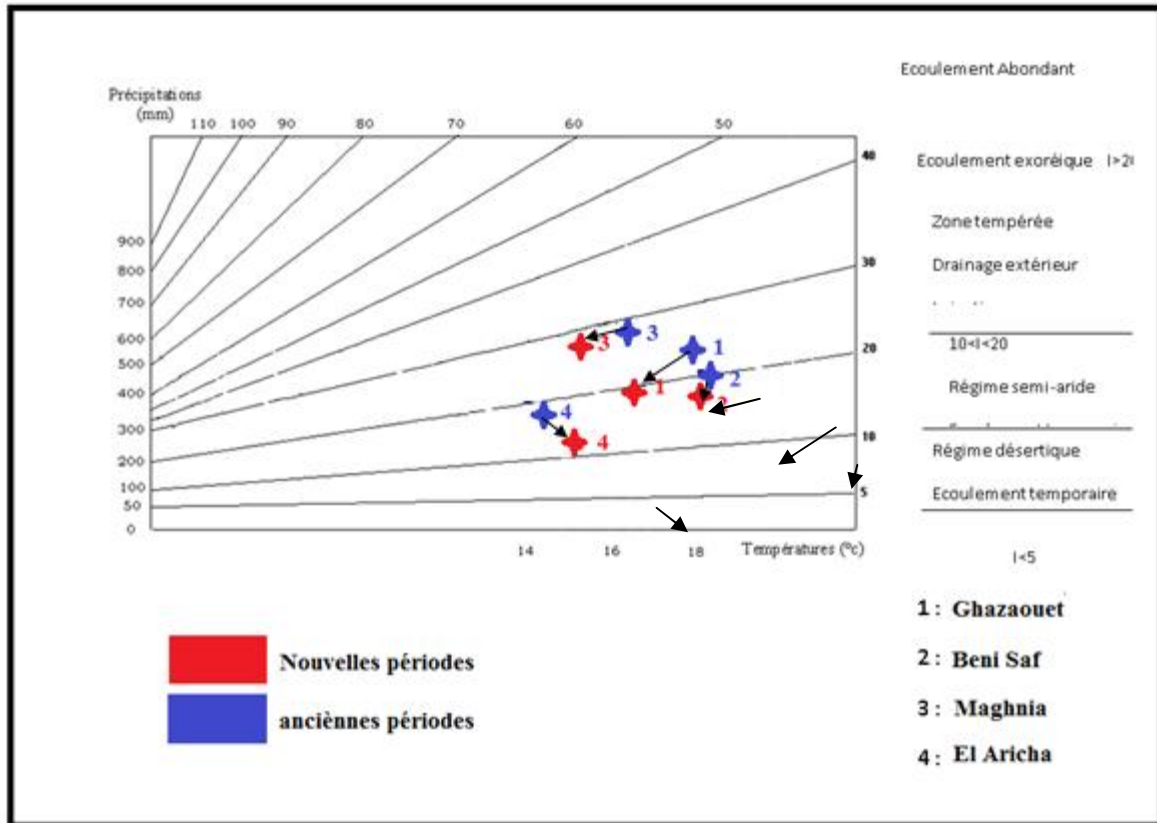 Ecoulement Abondant
Précipitations
(mm)
110 100 90 80 70 60 50
40
Ecoulement exoréique I>2
Zone tempérée
900
Drainage extérieur
30
800
700
600
3
1
10<I<20
500
3
20
400
1
2
2
Régime semi-aride
300
4
200
4
10
Régime désertique
100
5
Ecoulement temporaire
50
0
14 16 18 Températures (°c)
I<5
1 : Ghazaouet
Nouvelles périodes
2 : Beni Saf
3 : Maghnia
anciènnes périodes
4 : El Aricha